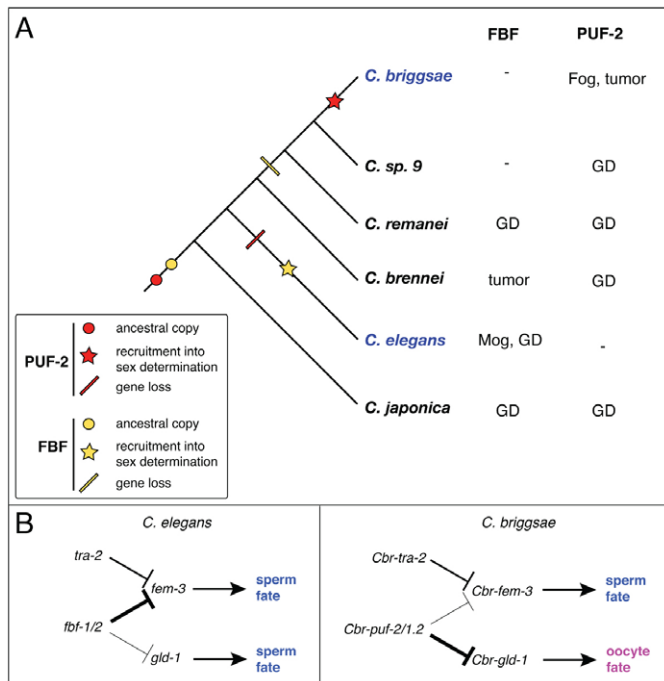 A
FBF PUF-2
C. briggsae - Fog, tumor
C. sp. 9 - GD
C. remanei GD GD
C. brennei tumor GD
C. elegans Mog, GD -
C. japonica GD GD
PUF-2
ancestral copy
recruitment into
sex determination
gene loss
FBF
ancestral copy
recruitment into
sex determination
gene loss
B
C. elegans
tra-2
fem-3
sperm
fate
fbf-1/2
gld-1
sperm
fate
C. briggsae
Cbr-tra-2
Cbr-fem-3
sperm
fate
Cbr-puf-2/1.2
Cbr-gld-1
oocyte
fate